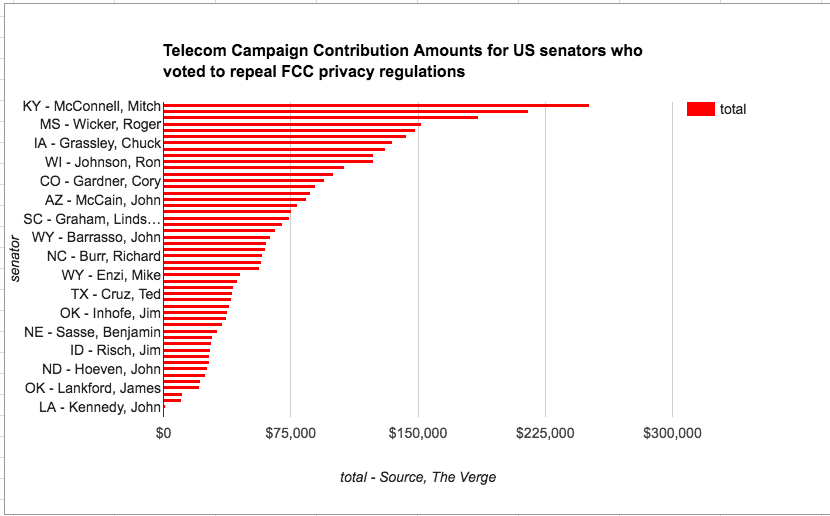 Telecom Campaign Contribution Amounts for US senators who
voted to repeal FCC privacy regulations
total
senator
KY - McConnell, Mitch
MS - Wicker, Roger
IA - Grassley, Chuck
WI - Johnson, Ron
CO - Gardner, Cory
AZ - McCain, John
SC - Graham, Linds...
WY - Barrasso, John
NC - Burr, Richard
WY - Enzi, Mike
TX - Cruz, Ted
OK - Inhofe, Jim
NE - Sasse, Benjamin
ID - Risch, Jim
ND - Hoeven, John
OK - Lankford, James
LA - Kennedy, John
$0 $75,000 $150,000 $225,000 $300,000
total - Source, The Verge